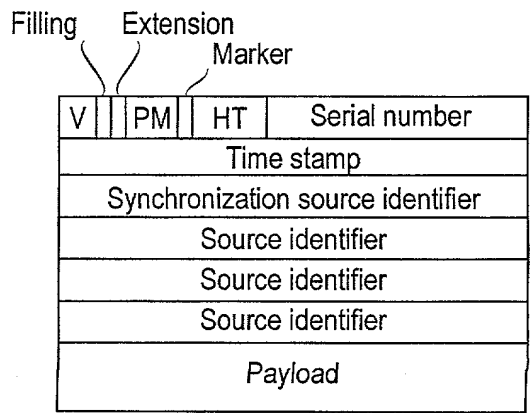 Filling Extension
Marker
V PM HT Serial number
Time stamp
Synchronization source identifier
Source identifier
Source identifier
Source identifier
Payload